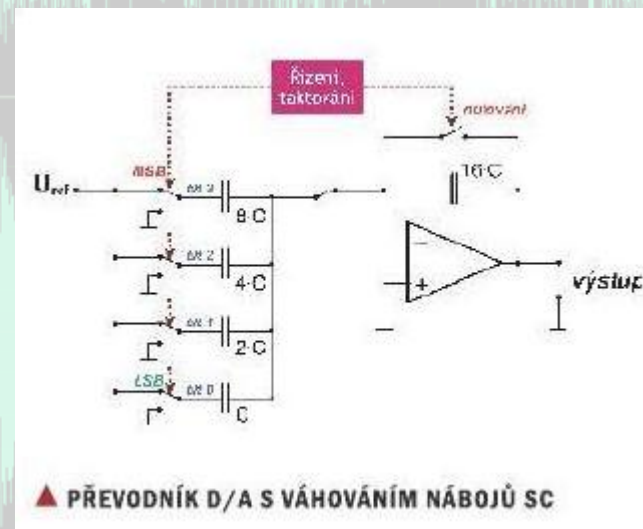 Řízení,
taktování
nulování
MSB
U ref
bit 3
8·C
16·C
bit 2
4·C
výstup
bit 1
2·C
LSB
bit 0
C
PŘEVODNÍK D/A S VÁHOVÁNÍM NÁBOJŮ SC